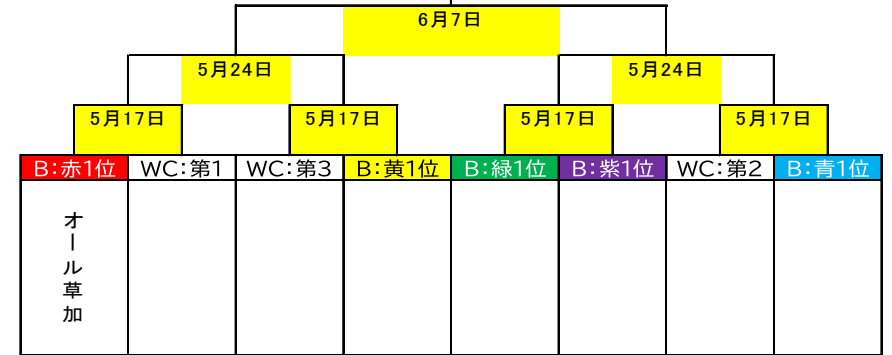 6月7日
5月24日
5月24日
5月17日
5月17日
5月17日
5月17日
B:赤1位
WC:第1
WC:第3
B:黄1位
B:緑1位
B:紫1位
WC:第2
B:青1位
オール草加